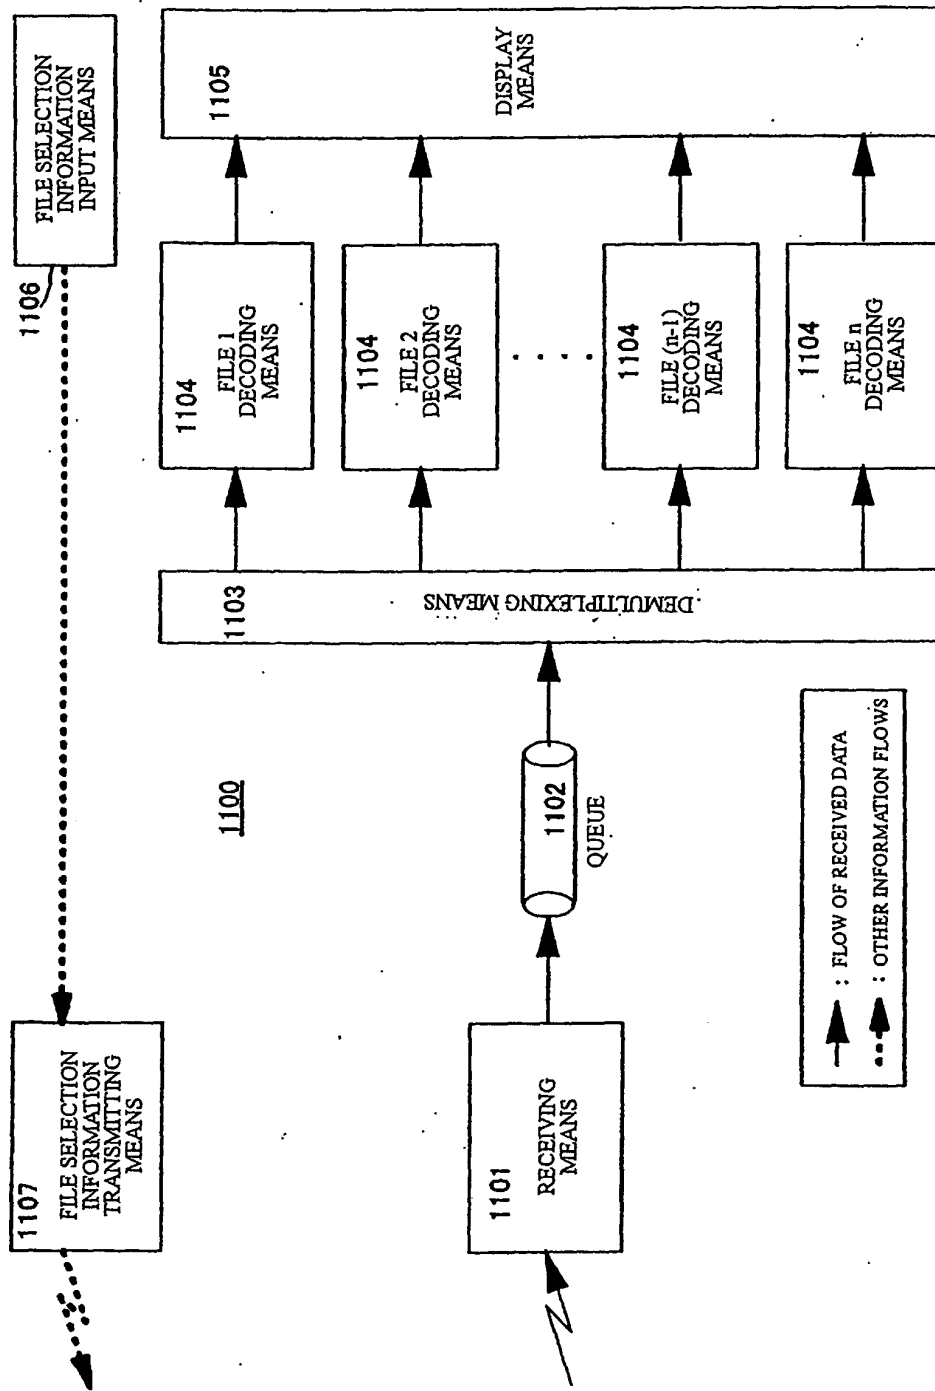 1107
FILE SELECTION
INFORMATION
TRANSMITTING
MEANS
1106
FILE SELECTION
INFORMATION
INPUT MEANS
1100
1101
RECEIVING
MEANS
1102
QUEUE
1103
DEMULTIPLEXING MEANS
1104
FILE 1
DECODING
MEANS
1104
FILE 2
DECODING
MEANS
. . . .
1104
FILE (n-1)
DECODING
MEANS
1104
FILE n
DECODING
MEANS
1105
DISPLAY
MEANS
: FLOW OF RECEIVED DATA
: OTHER INFORMATION FLOWS